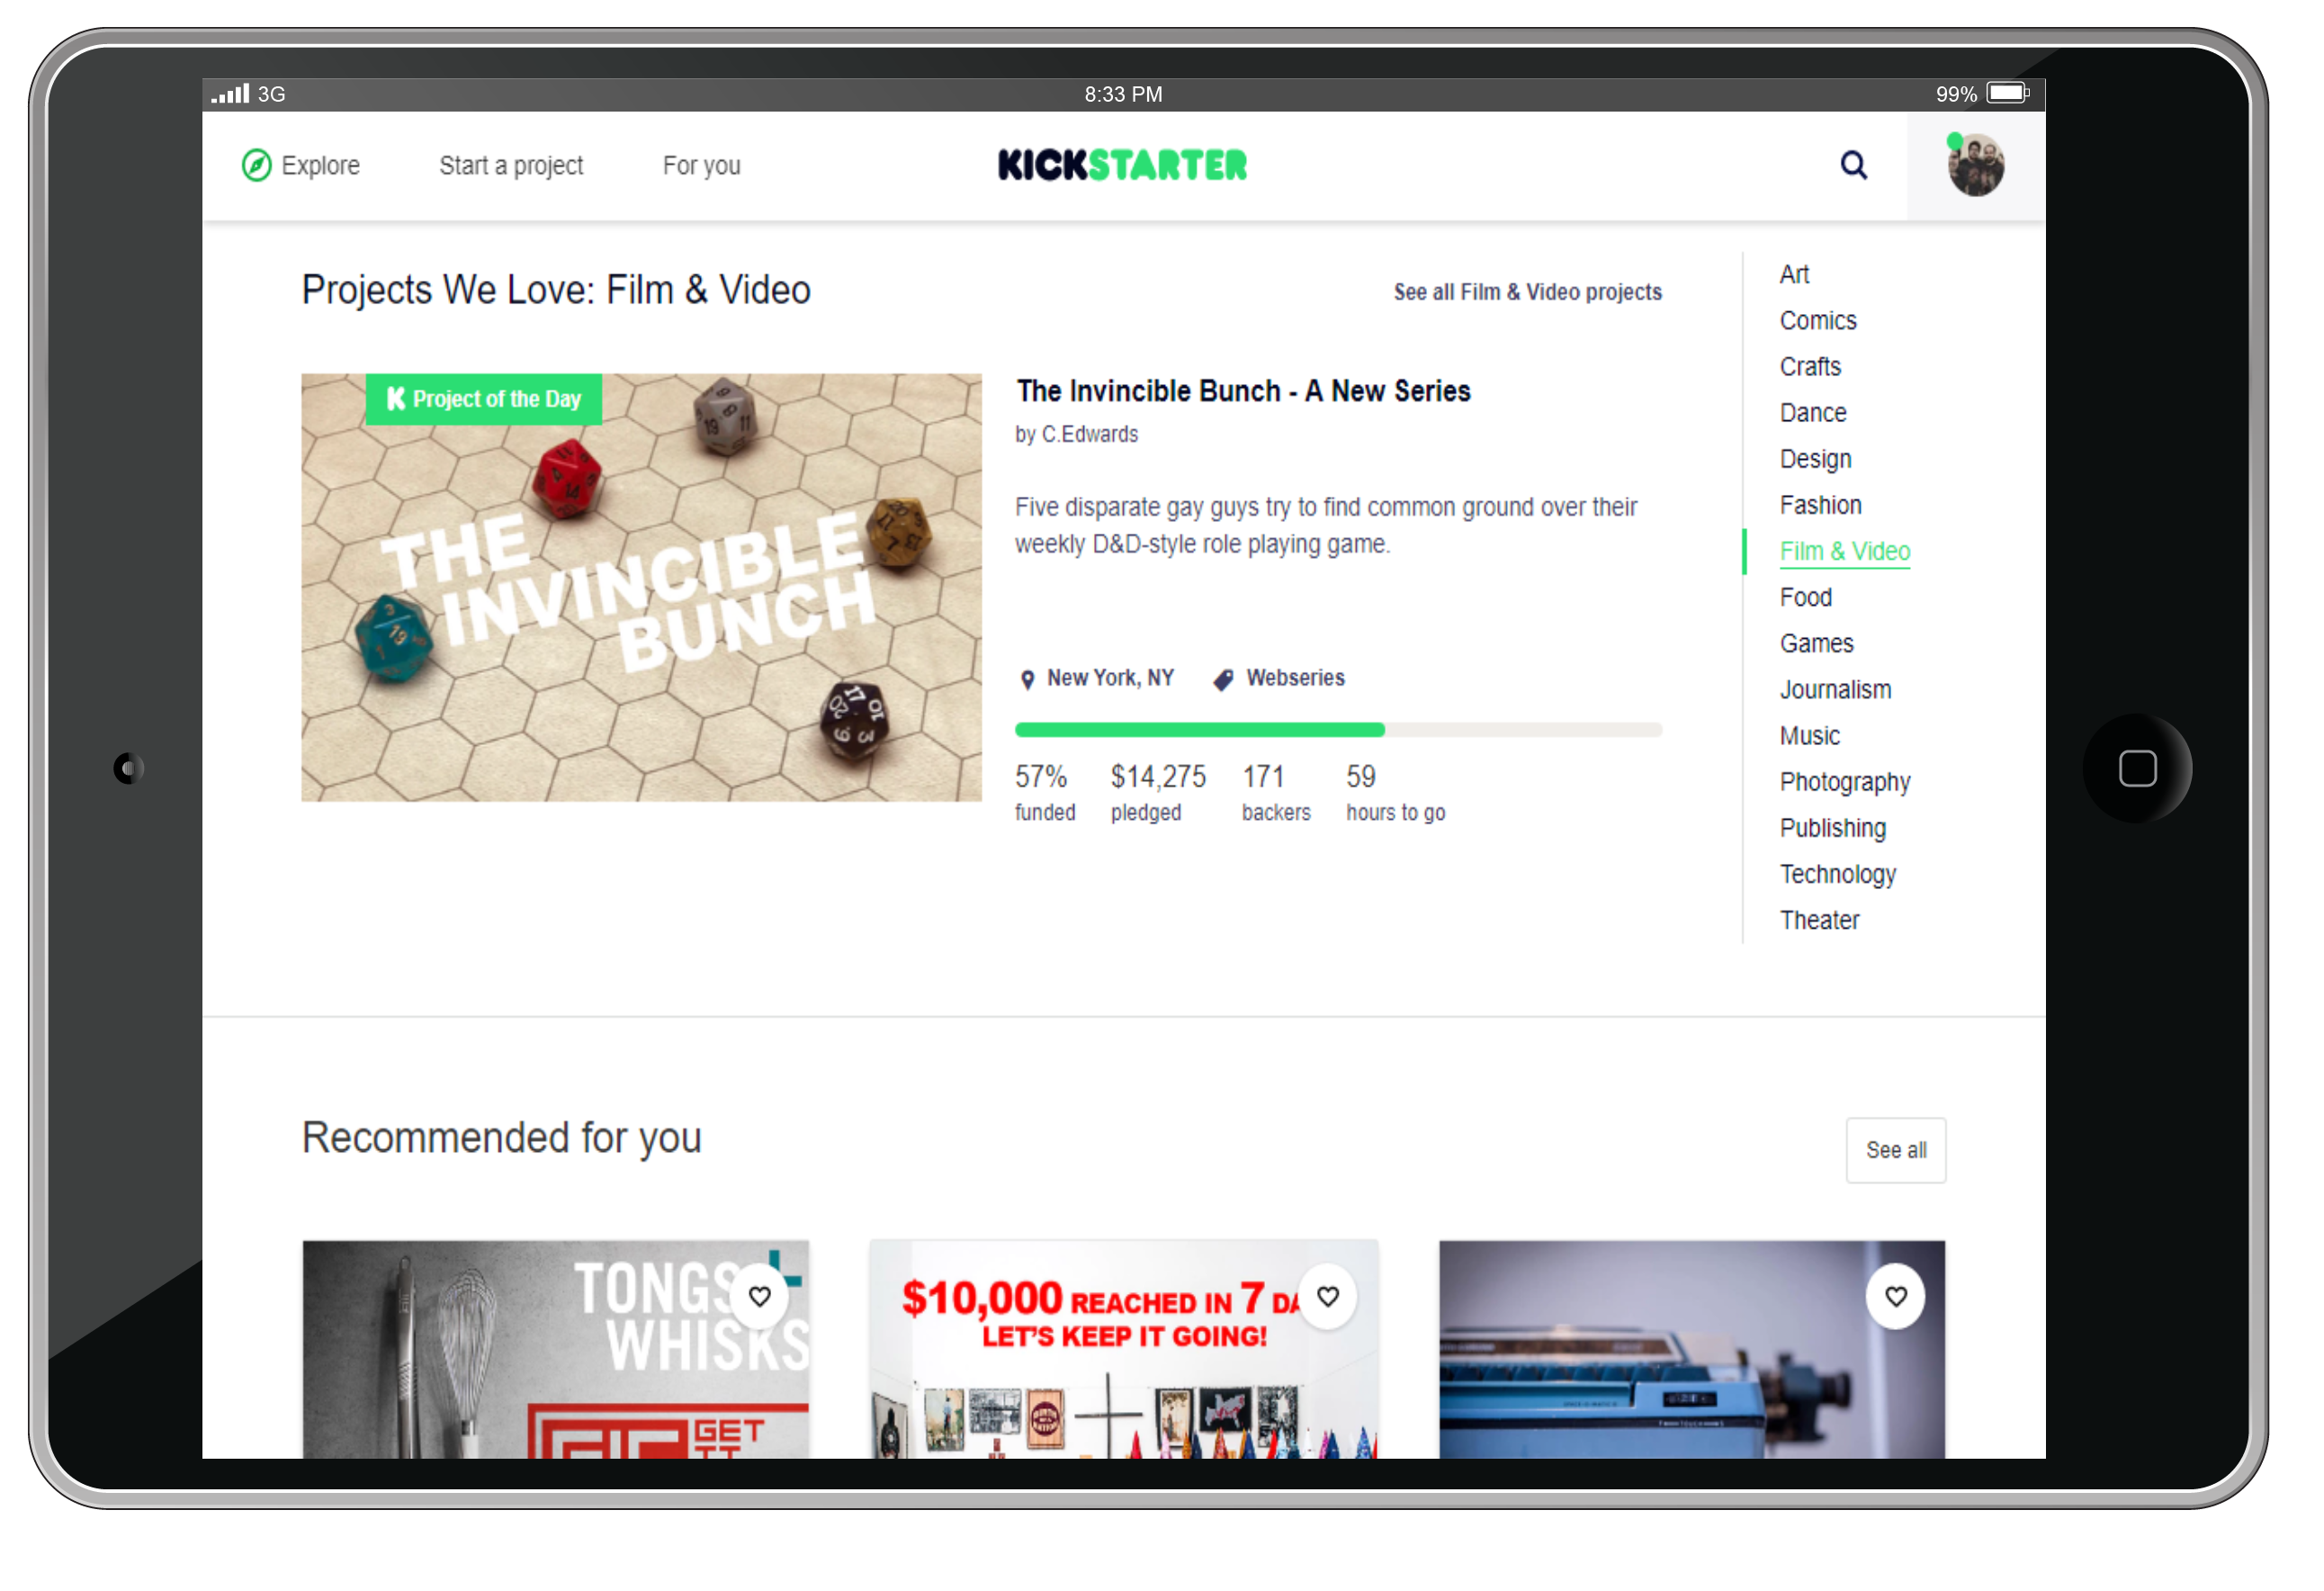 3G 8:33 PM 99%
Explore Start a project For you KICKSTARTER
Projects We Love: Film & Video See all Film & Video projects
Project of the Day
THE
INVINCIBLE
BUNCH
The Invincible Bunch - A New Series
by C.Edwards
Five disparate gay guys try to find common ground over their
weekly D&D-style role playing game.
New York, NY Webseries
57% $14,275 171 59
funded pledged backers hours to go
Art
Comics
Crafts
Dance
Design
Fashion
Film & Video
Food
Games
Journalism
Music
Photography
Publishing
Technology
Theater
Recommended for you See all
TONGS
WHISKS
GET
$10,000 REACHED IN 7 DA
LET'S KEEP IT GOING!